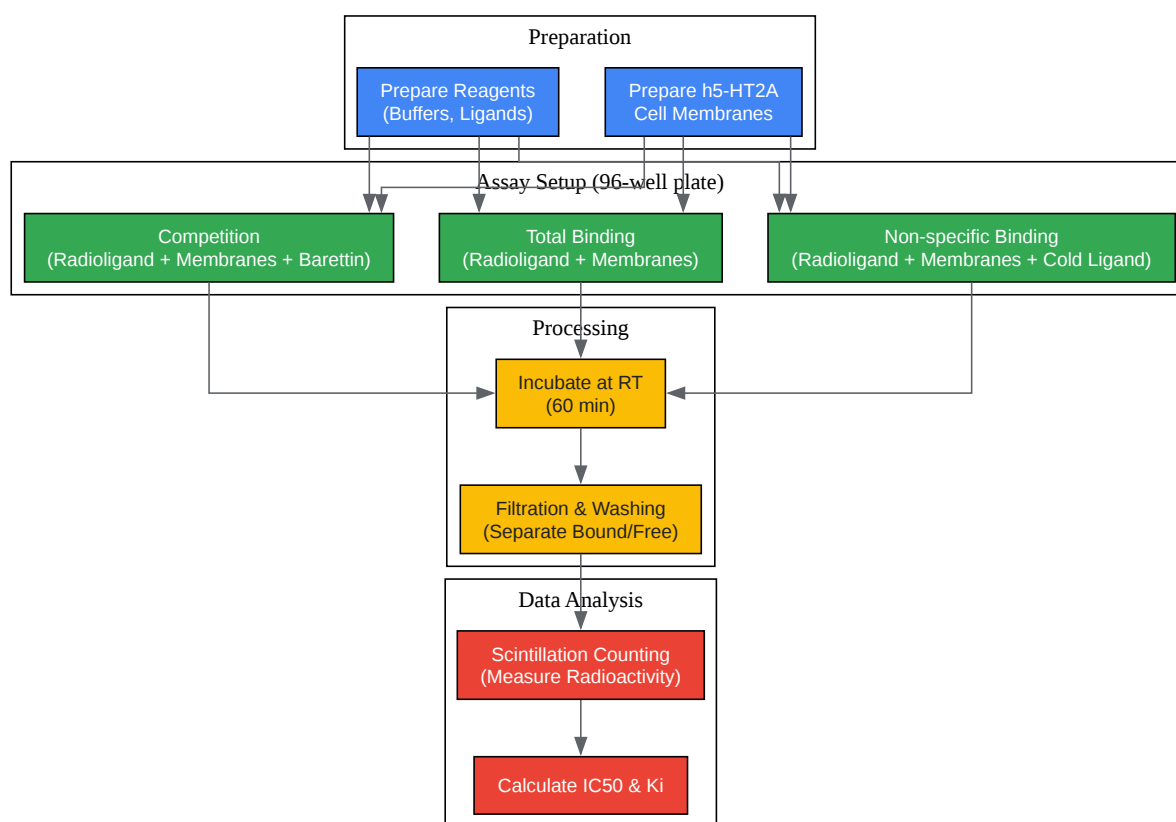 Preparation
Prepare Reagents
(Buffers, Ligands)
Prepare h5-HT2A
Cell Membranes
Assay Setup (96-well plate)
Competition
(Radioligand + Membranes + Barettin)
Total Binding
(Radioligand + Membranes)
Non-specific Binding
(Radioligand + Membranes + Cold Ligand)
Processing
Incubate at RT
(60 min)
Filtration & Washing
(Separate Bound/Free)
Data Analysis
Scintillation Counting
(Measure Radioactivity)
Calculate IC50 & Ki